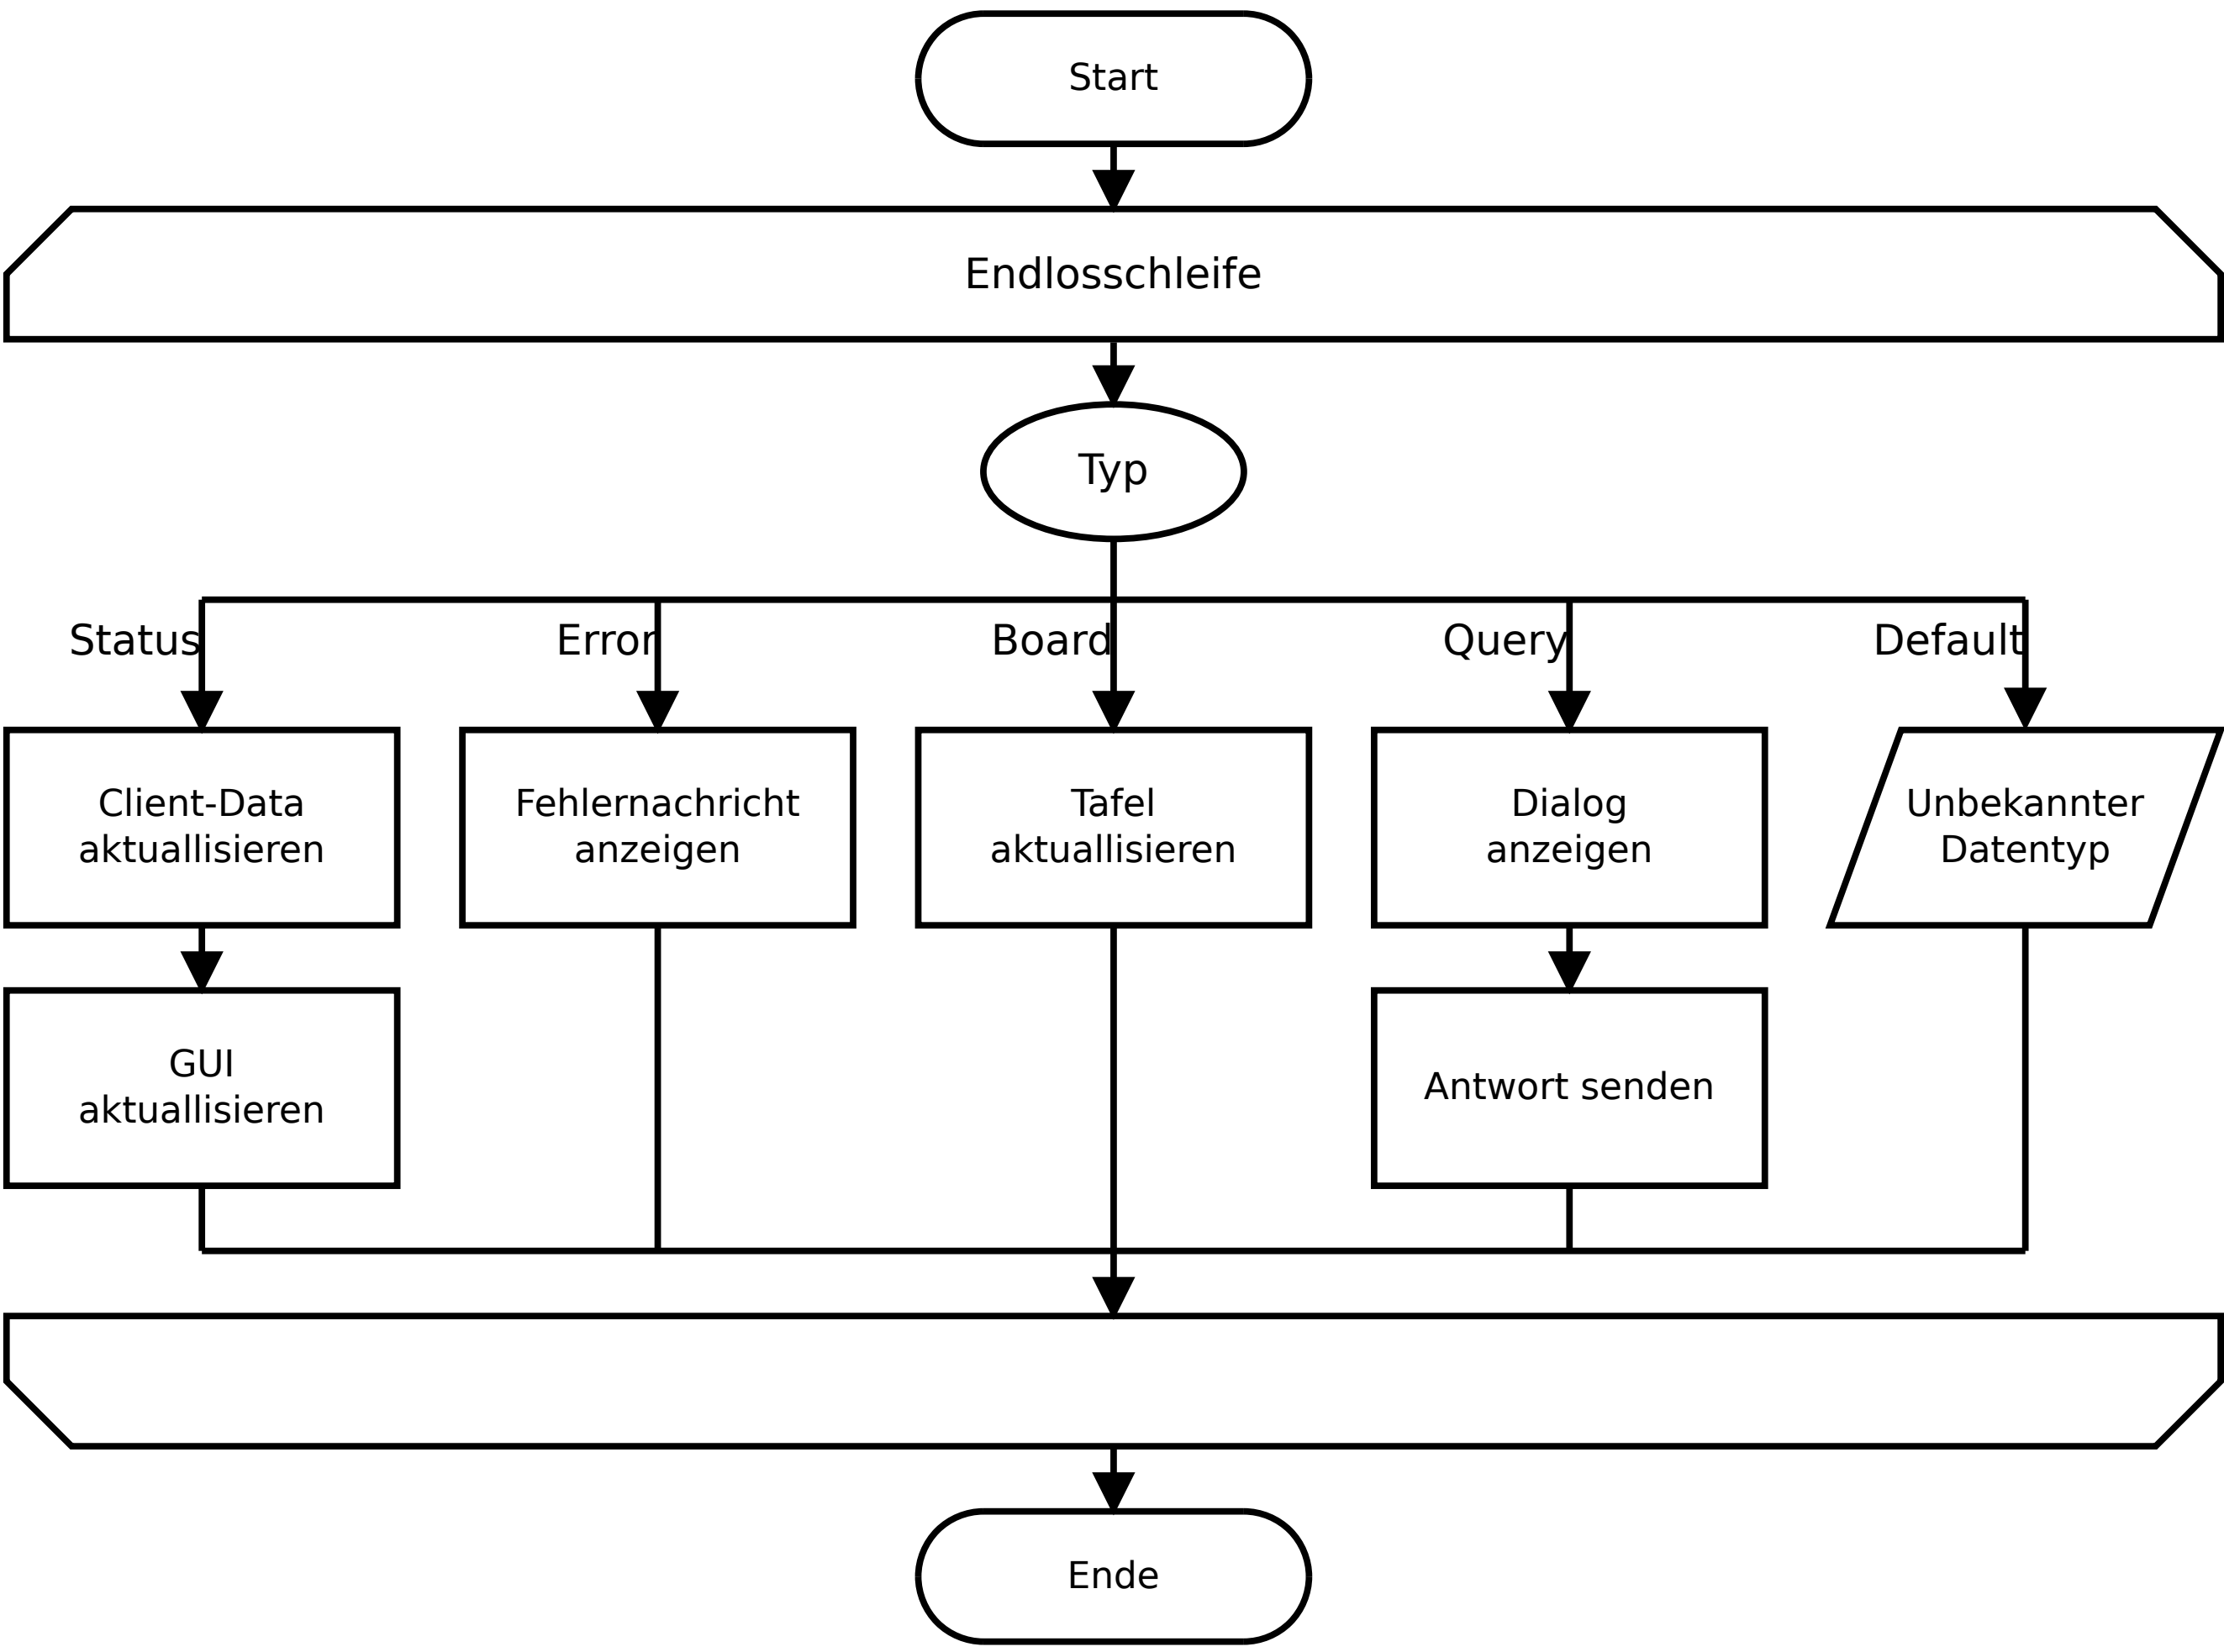 Start
Endlosschleife
Typ
Status
Error
Board
Query
Default
Client-Data
aktuallisieren
Fehlernachricht
anzeigen
Tafel
aktuallisieren
Dialog
anzeigen
Unbekannter
Datentyp
GUI
aktuallisieren
Antwort senden
Ende